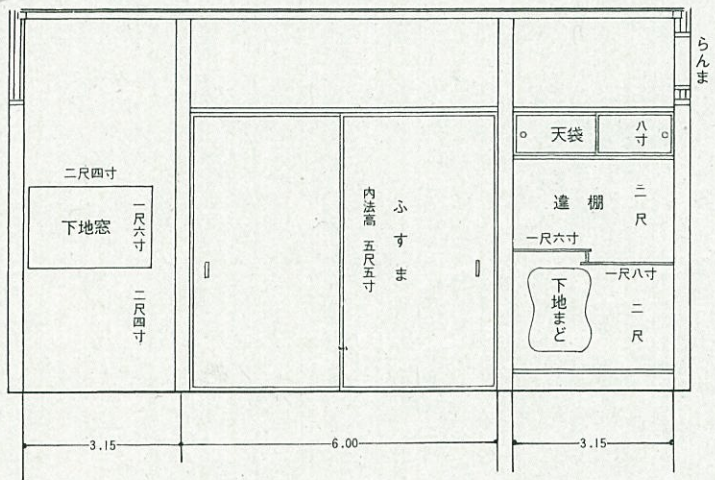 らんま
天袋
八寸
二尺四寸
下地窓
一尺六寸
二尺四寸
ふすま
内法高 五尺五寸
違棚
二尺
一尺六寸
一尺八寸
下地まど
二尺
3.15
6.00
3.15